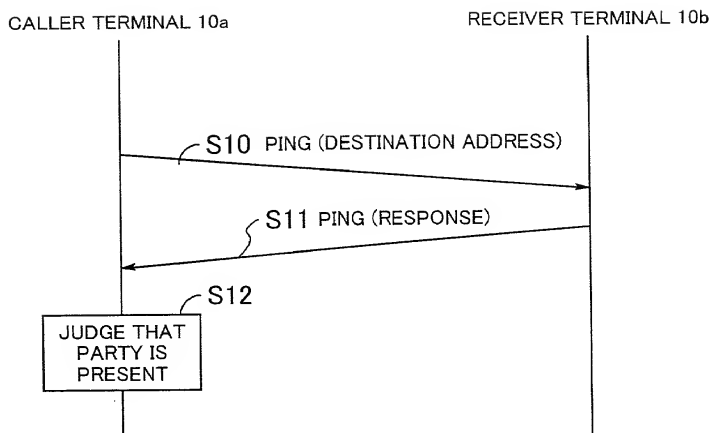 CALLER TERMINAL 10a
RECEIVER TERMINAL 10b
S10 PING (DESTINATION ADDRESS)
S11 PING (RESPONSE)
S12
JUDGE THAT
PARTY IS
PRESENT